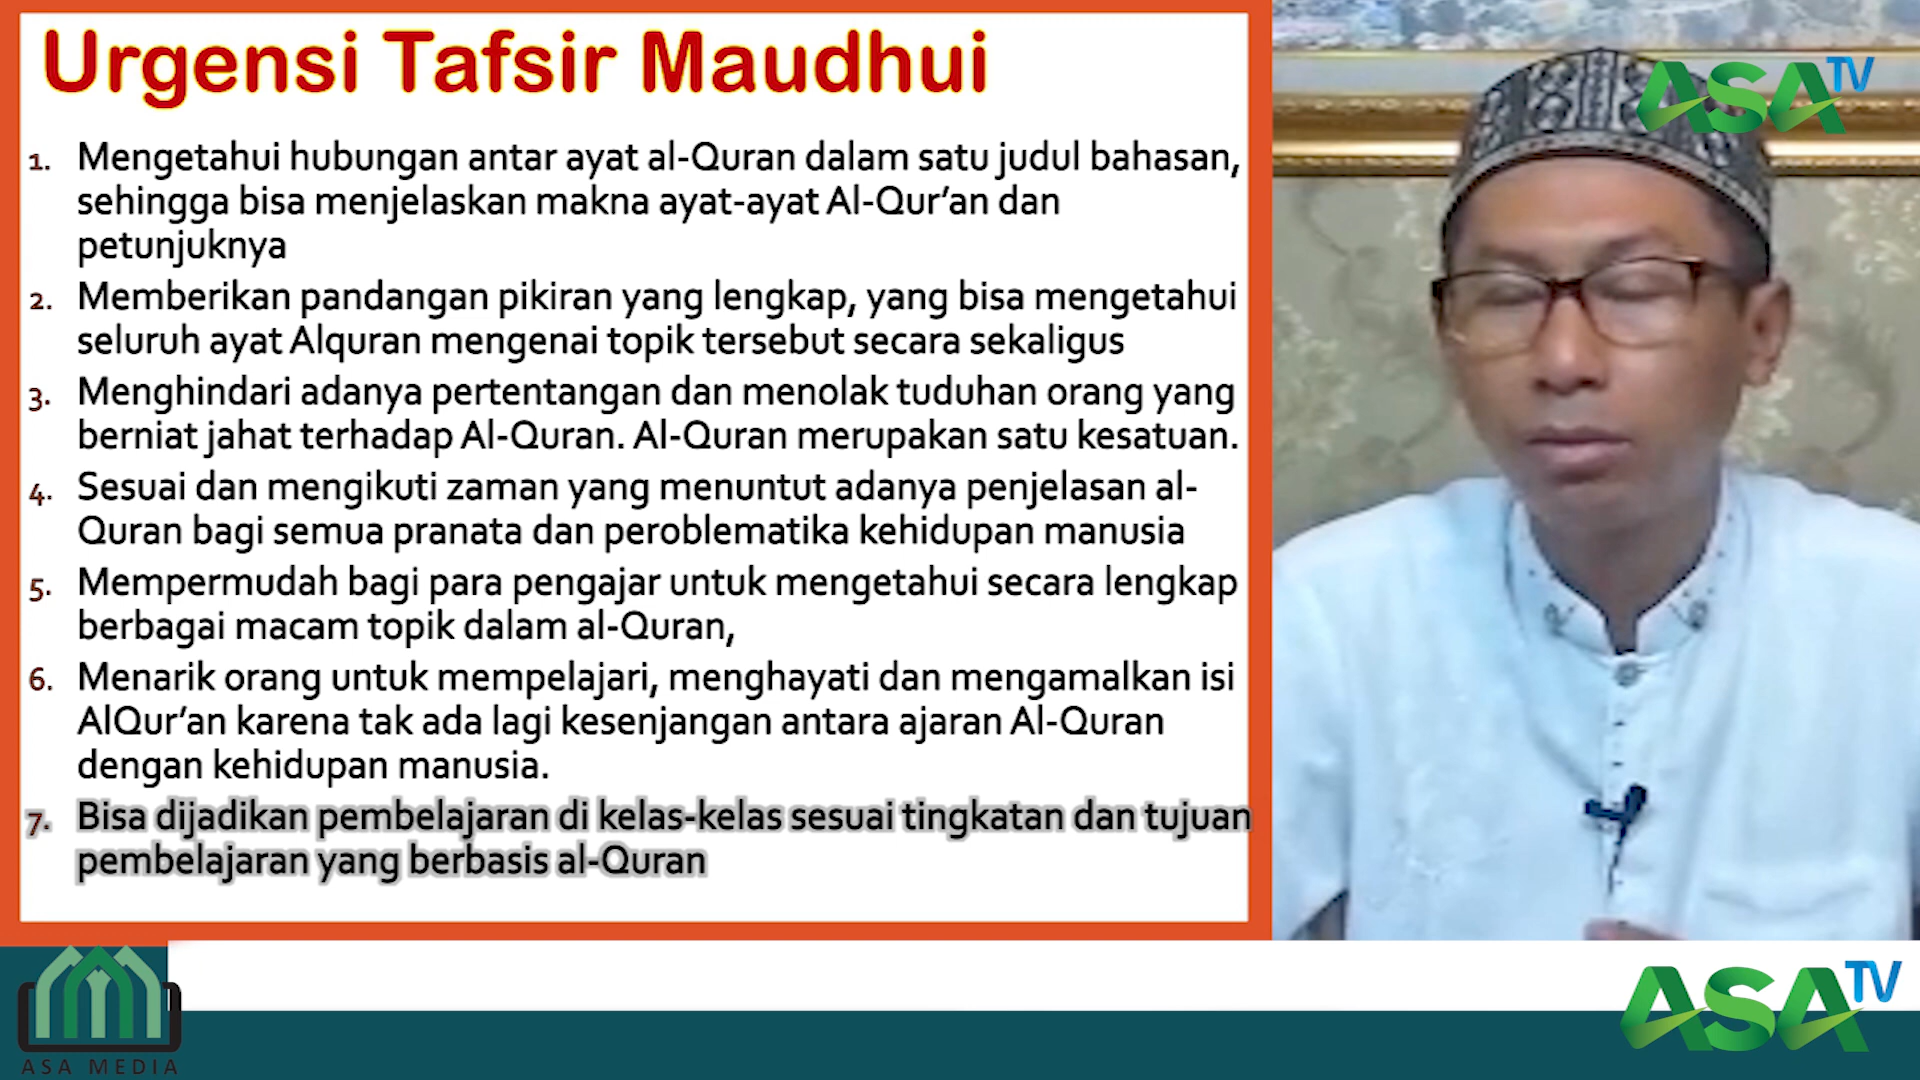 Urgensi Tafsir Maudhui
1. Mengetahui hubungan antar ayat al-Quran dalam satu judul bahasan,
sehingga bisa menjelaskan makna ayat-ayat Al-Qur’an dan
petunjuknya
2. Memberikan pandangan pikiran yang lengkap, yang bisa mengetahui
seluruh ayat Alquran mengenai topik tersebut secara sekaligus
3. Menghindari adanya pertentangan dan menolak tuduhan orang yang
berniat jahat terhadap Al-Quran. Al-Quran merupakan satu kesatuan.
4. Sesuai dan mengikuti zaman yang menuntut adanya penjelasan al-
Quran bagi semua pranata dan peroblematika kehidupan manusia
5. Mempermudah bagi para pengajar untuk mengetahui secara lengkap
berbagai macam topik dalam al-Quran,
6. Menarik orang untuk mempelajari, menghayati dan mengamalkan isi
AlQur’an karena tak ada lagi kesenjangan antara ajaran Al-Quran
dengan kehidupan manusia.
7. Bisa dijadikan pembelajaran di kelas-kelas sesuai tingkatan dan tujuan
pembelajaran yang berbasis al-Quran
ASA TV
ASA MEDIA
ASA TV